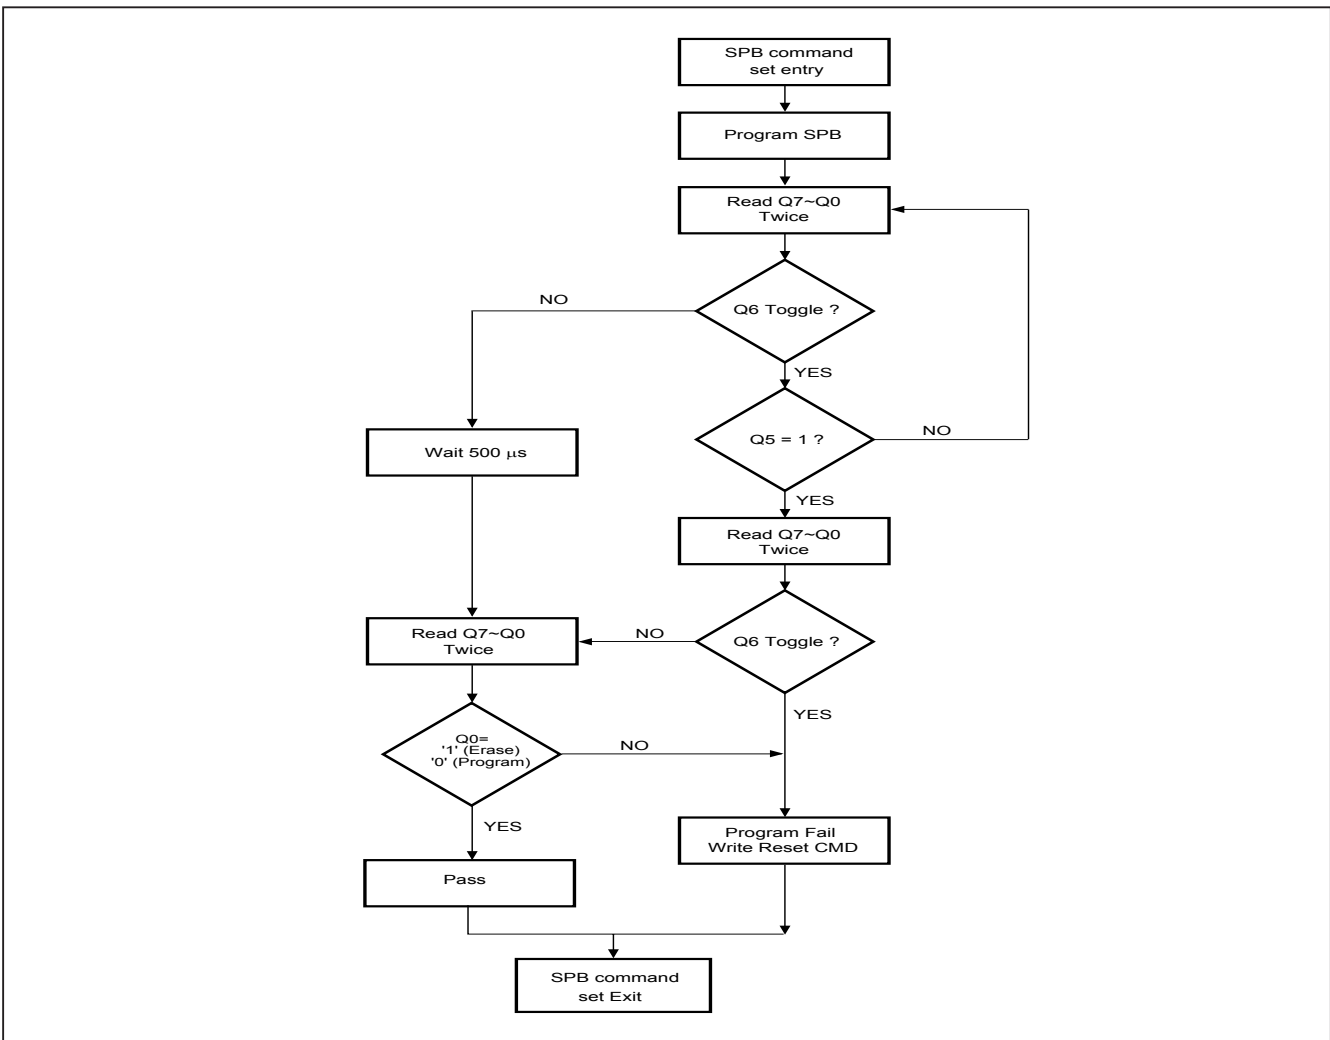 SPB command
set entry
Program SPB
Read Q7~Q0
Twice
Q6 Toggle ?
NO
YES
Q5 = 1 ?
NO
YES
Wait 500 μs
Read Q7~Q0
Twice
Q6 Toggle ?
NO
YES
Read Q7~Q0
Twice
Q0=
'1' (Erase)
'0' (Program)
NO
YES
Program Fail
Write Reset CMD
Pass
SPB command
set Exit